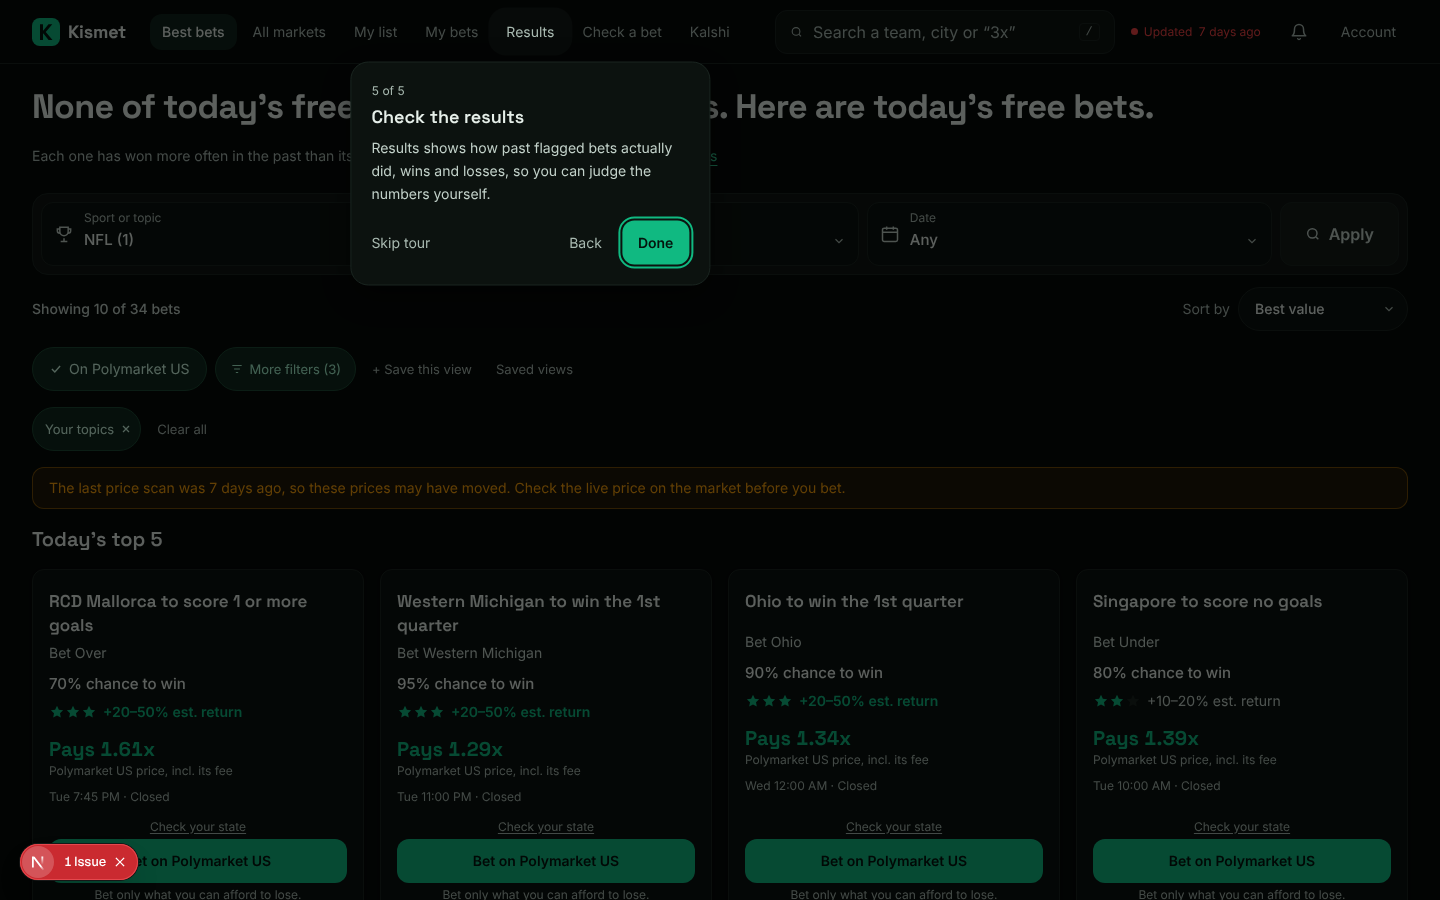 Kismet
Best bets
All markets
My list
My bets
Results
Check a bet
Kalshi
Search a team, city or “3x”
/
Updated 7 days ago
Account
None of today’s free
s. Here are today’s free bets.
Each one has won more often in the past than its
s
5 of 5
Check the results
Results shows how past flagged bets actually
did, wins and losses, so you can judge the
numbers yourself.
Skip tour
Back
Done
Sport or topic
NFL (1)
Date
Any
Apply
Showing 10 of 34 bets
Sort by
Best value
On Polymarket US
More filters (3)
+ Save this view
Saved views
Your topics ×
Clear all
The last price scan was 7 days ago, so these prices may have moved. Check the live price on the market before you bet.
Today’s top 5
RCD Mallorca to score 1 or more
goals
Bet Over
70% chance to win
★★★ +20–50% est. return
Pays 1.61x
Polymarket US price, incl. its fee
Tue 7:45 PM · Closed
Check your state
et on Polymarket US
Bet only what you can afford to lose.
Western Michigan to win the 1st
quarter
Bet Western Michigan
95% chance to win
★★★ +20–50% est. return
Pays 1.29x
Polymarket US price, incl. its fee
Tue 11:00 PM · Closed
Check your state
Bet on Polymarket US
Bet only what you can afford to lose.
Ohio to win the 1st quarter
Bet Ohio
90% chance to win
★★★ +20–50% est. return
Pays 1.34x
Polymarket US price, incl. its fee
Wed 12:00 AM · Closed
Check your state
Bet on Polymarket US
Bet only what you can afford to lose.
Singapore to score no goals
Bet Under
80% chance to win
★★★ +10–20% est. return
Pays 1.39x
Polymarket US price, incl. its fee
Tue 10:00 AM · Closed
Check your state
Bet on Polymarket US
Bet only what you can afford to lose.
N 1 Issue ×